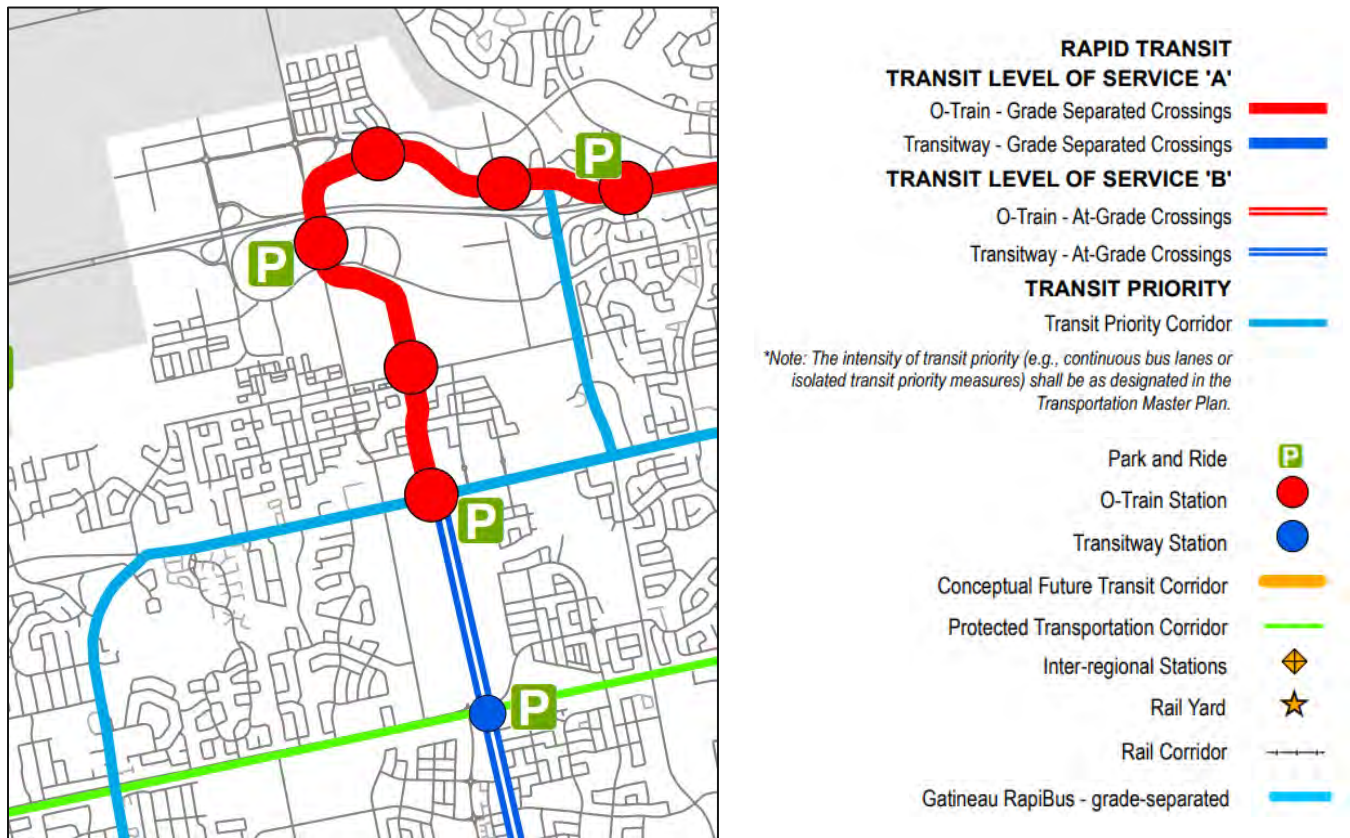 P
P
P
P
RAPID TRANSIT
TRANSIT LEVEL OF SERVICE 'A'
O-Train - Grade Separated Crossings
Transitway - Grade Separated Crossings
TRANSIT LEVEL OF SERVICE 'B'
O-Train - At-Grade Crossings
Transitway - At-Grade Crossings
TRANSIT PRIORITY
Transit Priority Corridor
*Note: The intensity of transit priority (e.g., continuous bus lanes or
isolated transit priority measures) shall be as designated in the
Transportation Master Plan.
Park and Ride P
O-Train Station
Transitway Station
Conceptual Future Transit Corridor
Protected Transportation Corridor
Inter-regional Stations
Rail Yard
Rail Corridor
Gatineau RapiBus - grade-separated